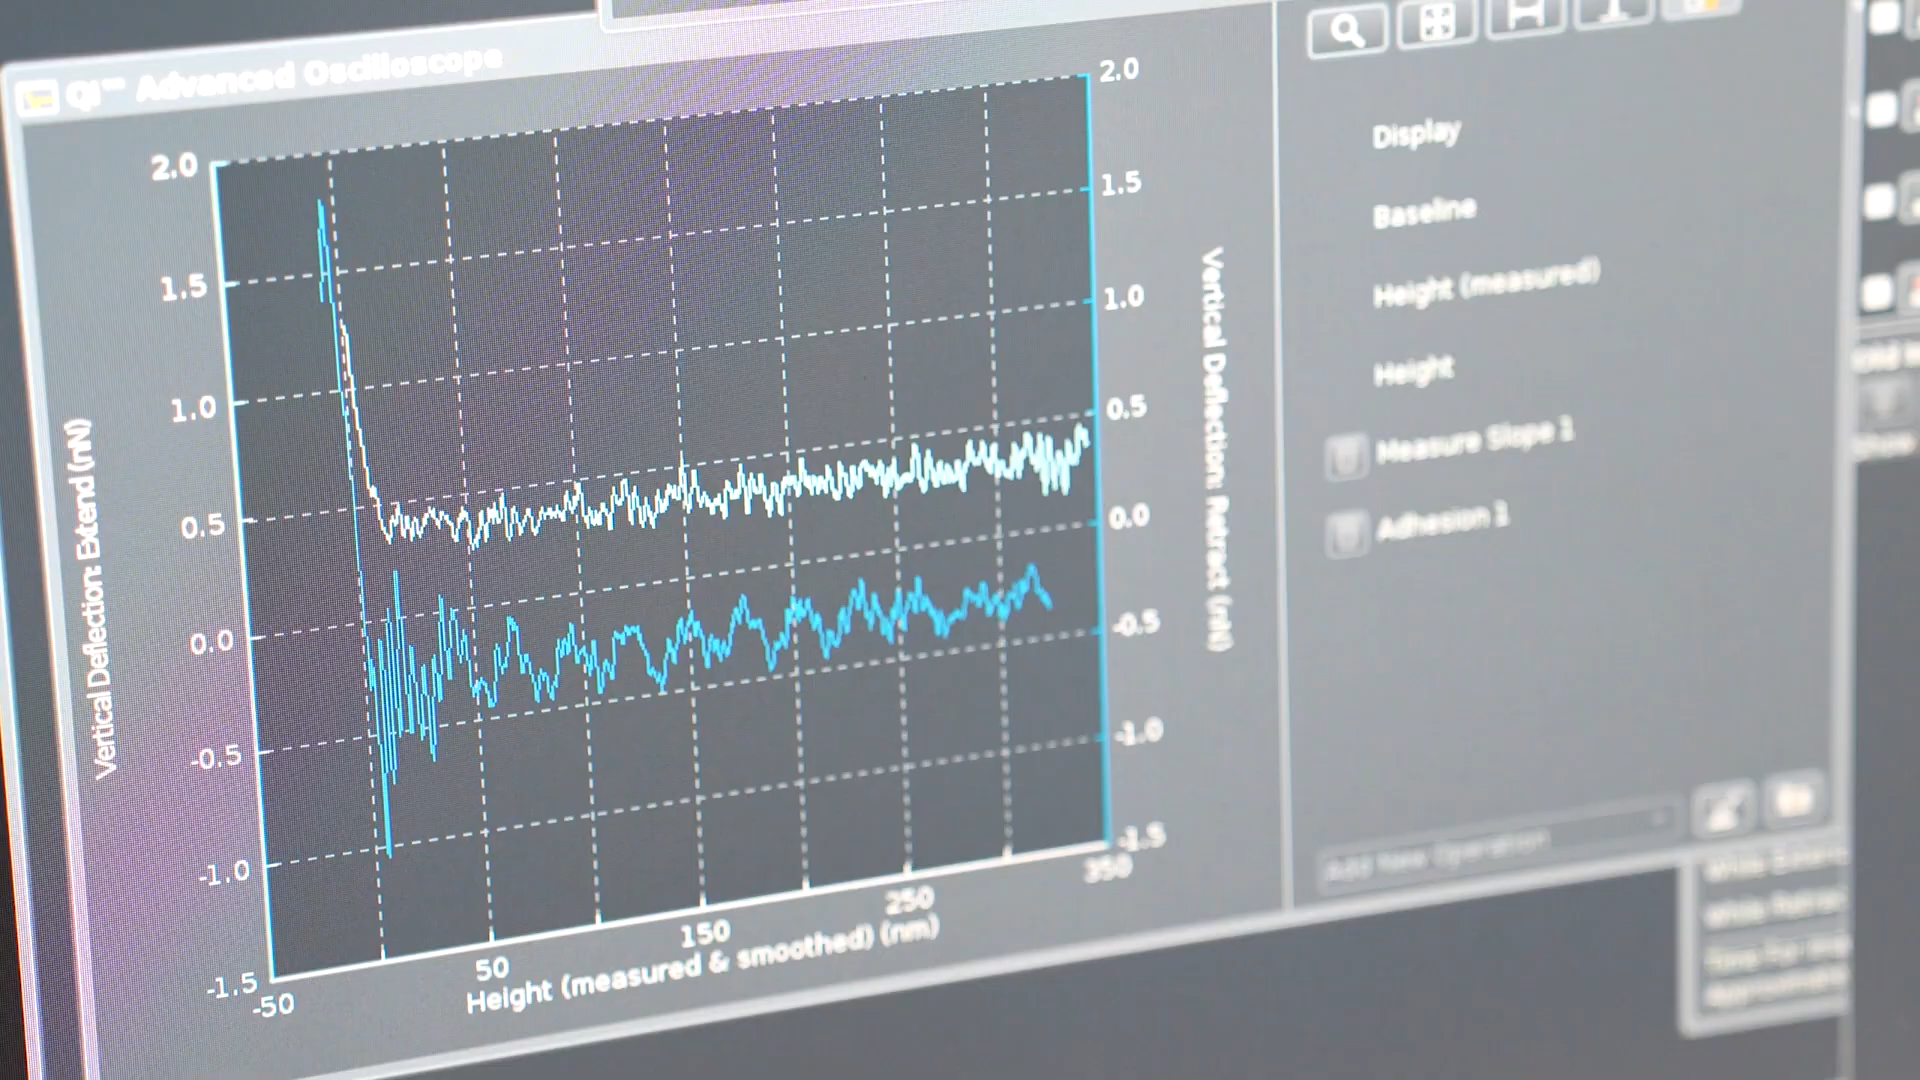 QI™ Advanced Oscilloscope
2.0
1.5
1.0
0.5
0.0
-0.5
-1.0
-1.5
Vertical Deflection: Extend (nN)
-50
50
150
250
350
Height (measured & smoothed) (nm)
2.0
1.5
1.0
0.5
0.0
-0.5
-1.0
-1.5
Vertical Deflection: Retract (nN)
Display
Baseline
Height (measured)
Height
Measure Slope 1
Adhesion 1
Add New Operation